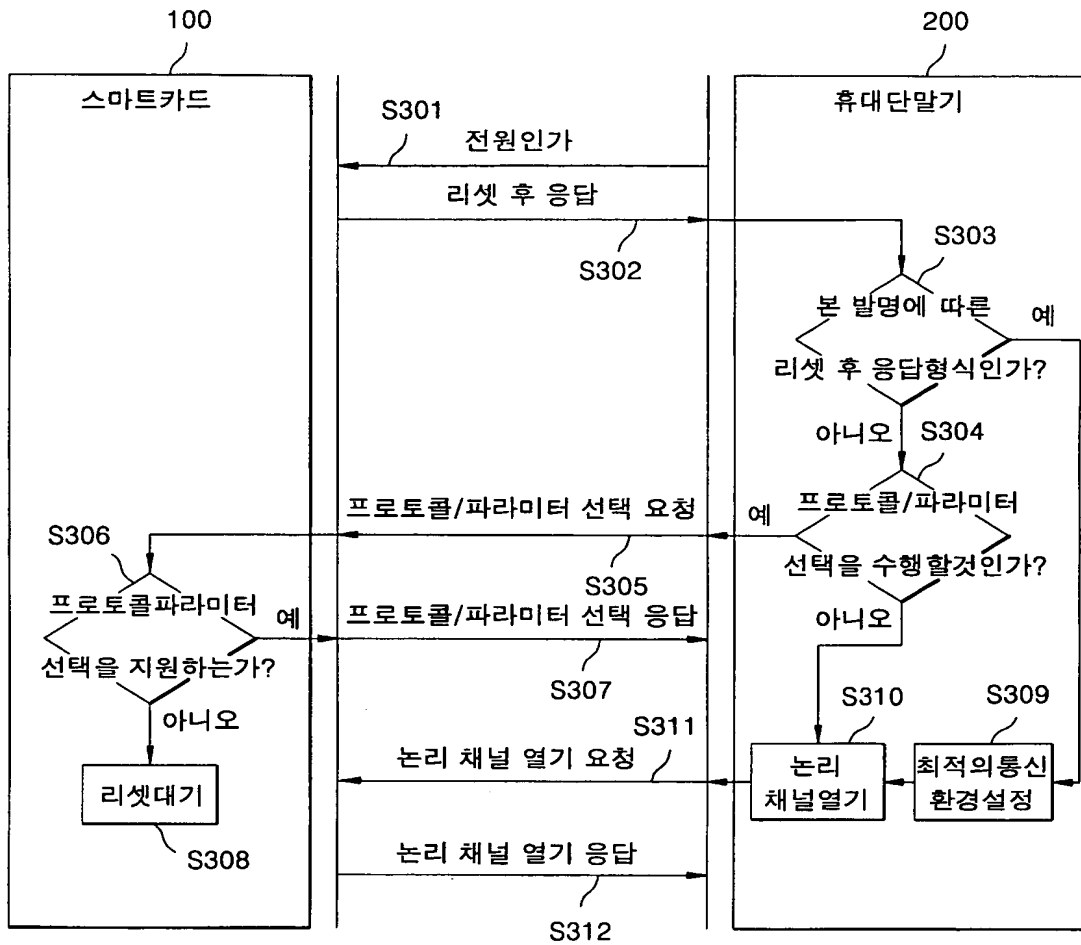 100
200
스마트카드
휴대단말기
S301
전원인가
리셋 후 응답
S302
S303
본 발명에 따른
예
리셋 후 응답형식인가?
아니오
S304
프로토콜/파라미터 선택 요청
예
프로토콜/파라미터
S306
S305
선택을 수행할것인가?
프로토콜파라미터
예
프로토콜/파라미터 선택 응답
아니오
선택을 지원하는가?
S307
아니오
S310
S309
S311
논리 채널 열기 요청
논리
채널열기
최적의통신
환경설정
리셋대기
S308
논리 채널 열기 응답
S312